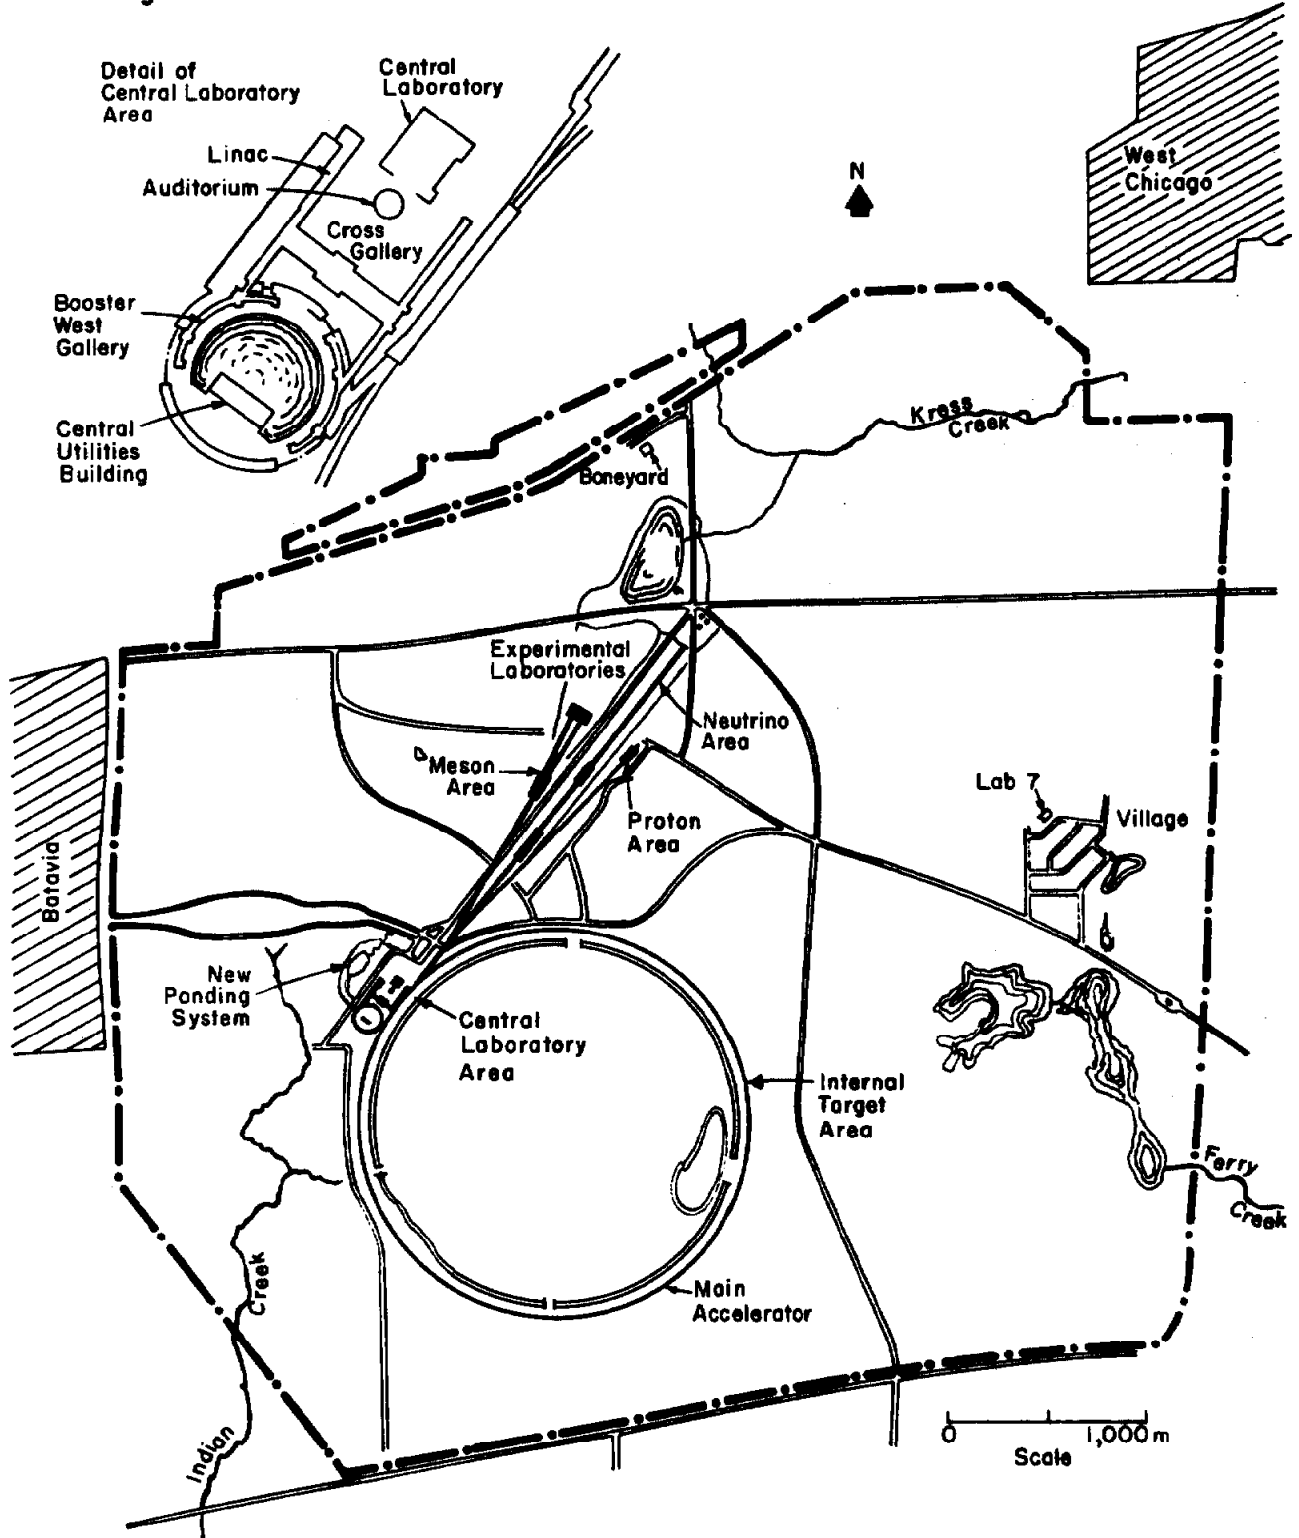 Detail of
Central Laboratory
Area
Central
Laboratory
Linac
Auditorium
Cross
Gallery
Booster
West
Gallery
Central
Utilities
Building
N
West
Chicago
Kress
Creek
Boneyard
Experimental
Laboratories
Neutrino
Area
Meson
Area
Proton
Area
Lab 7
Village
Batavia
New
Ponding
System
Central
Laboratory
Area
Internal
Target
Area
Ferry
Creek
Main
Accelerator
Indian
Creek
0
1,000 m
Scale